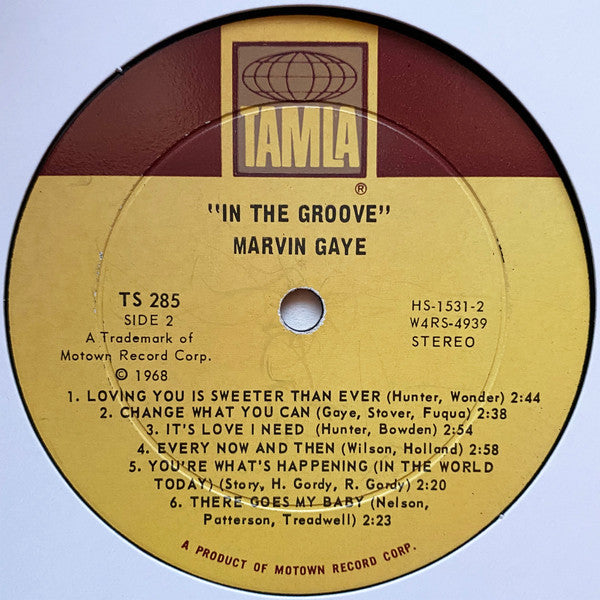 TAMLA
®
"IN THE GROOVE"
MARVIN GAYE
TS 285
SIDE 2
A Trademark of
Motown Record Corp.
© 1968
HS-1531-2
W4RS-4939
STEREO
1. LOVING YOU IS SWEETER THAN EVER (Hunter, Wonder) 2:44
2. CHANGE WHAT YOU CAN (Gaye, Stover, Fuqua) 2:38
3. IT'S LOVE I NEED (Hunter, Bowden) 2:54
4. EVERY NOW AND THEN (Wilson, Holland) 2:58
5. YOU'RE WHAT'S HAPPENING (IN THE WORLD
TODAY) (Story, H. Gordy, R. Gordy) 2:20
6. THERE GOES MY BABY (Nelson,
Patterson, Treadwell) 2:23
A PRODUCT OF MOTOWN RECORD CORP.